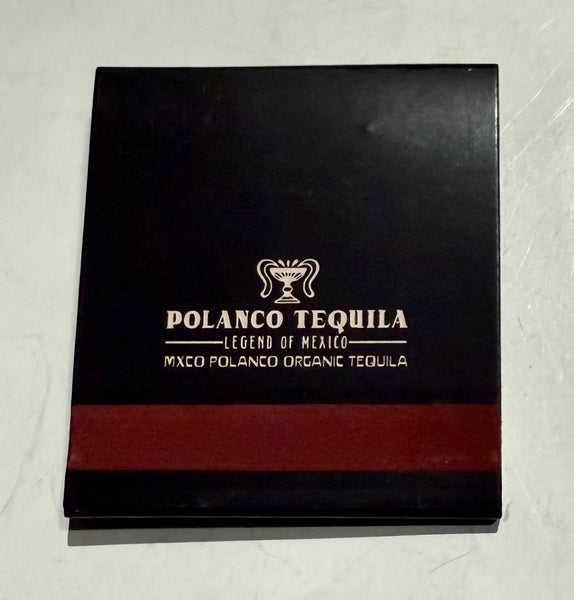 POLANCO TEQUILA
LEGEND OF MEXICO
MXCO POLANCO ORGANIC TEQUILA